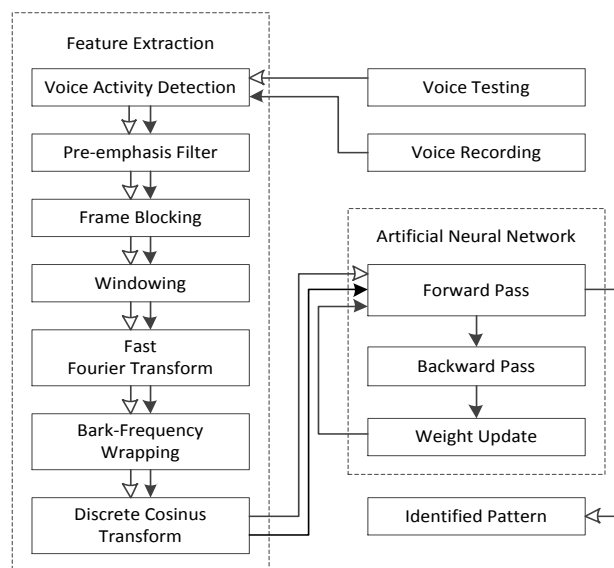 Feature Extraction
Voice Activity Detection
Pre-emphasis Filter
Frame Blocking
Windowing
Fast
Fourier Transform
Bark-Frequency
Wrapping
Discrete Cosinus
Transform
Voice Testing
Voice Recording
Artificial Neural Network
Forward Pass
Backward Pass
Weight Update
Identified Pattern